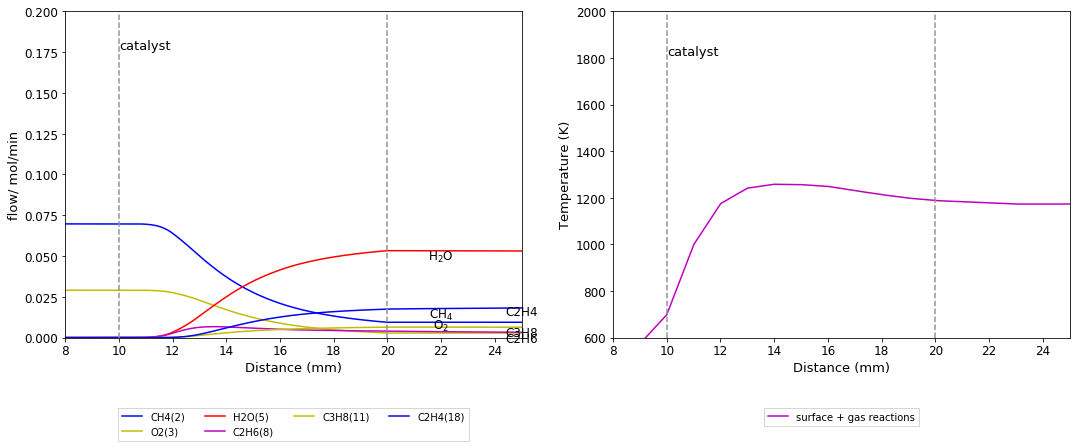 0.200
0.175
0.150
0.125
0.100
0.075
0.050
0.025
0.000
flow/ mol/min
catalyst
H2O
CH4
O2
C2H4
C3H8
C2H6
8 10 12 14 16 18 20 22 24
Distance (mm)
CH4(2) H2O(5) C3H8(11) C2H4(18)
O2(3) C2H6(8)
2000
1800
1600
1400
1200
1000
800
600
Temperature (K)
catalyst
8 10 12 14 16 18 20 22 24
Distance (mm)
surface + gas reactions